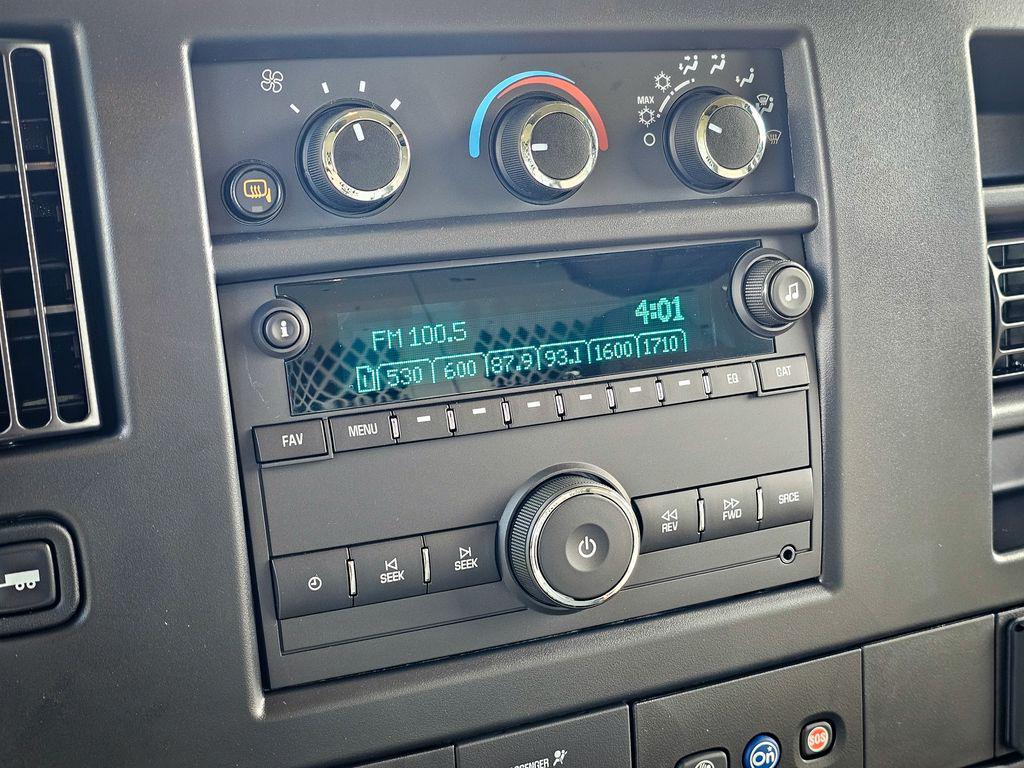 MAX
FM 100.5
4:01
530 600 87.9 93.1 1600 1710
FAV
MENU
EQ
CAT
SEEK
SEEK
REV
FWD
SRCE
On
SOS